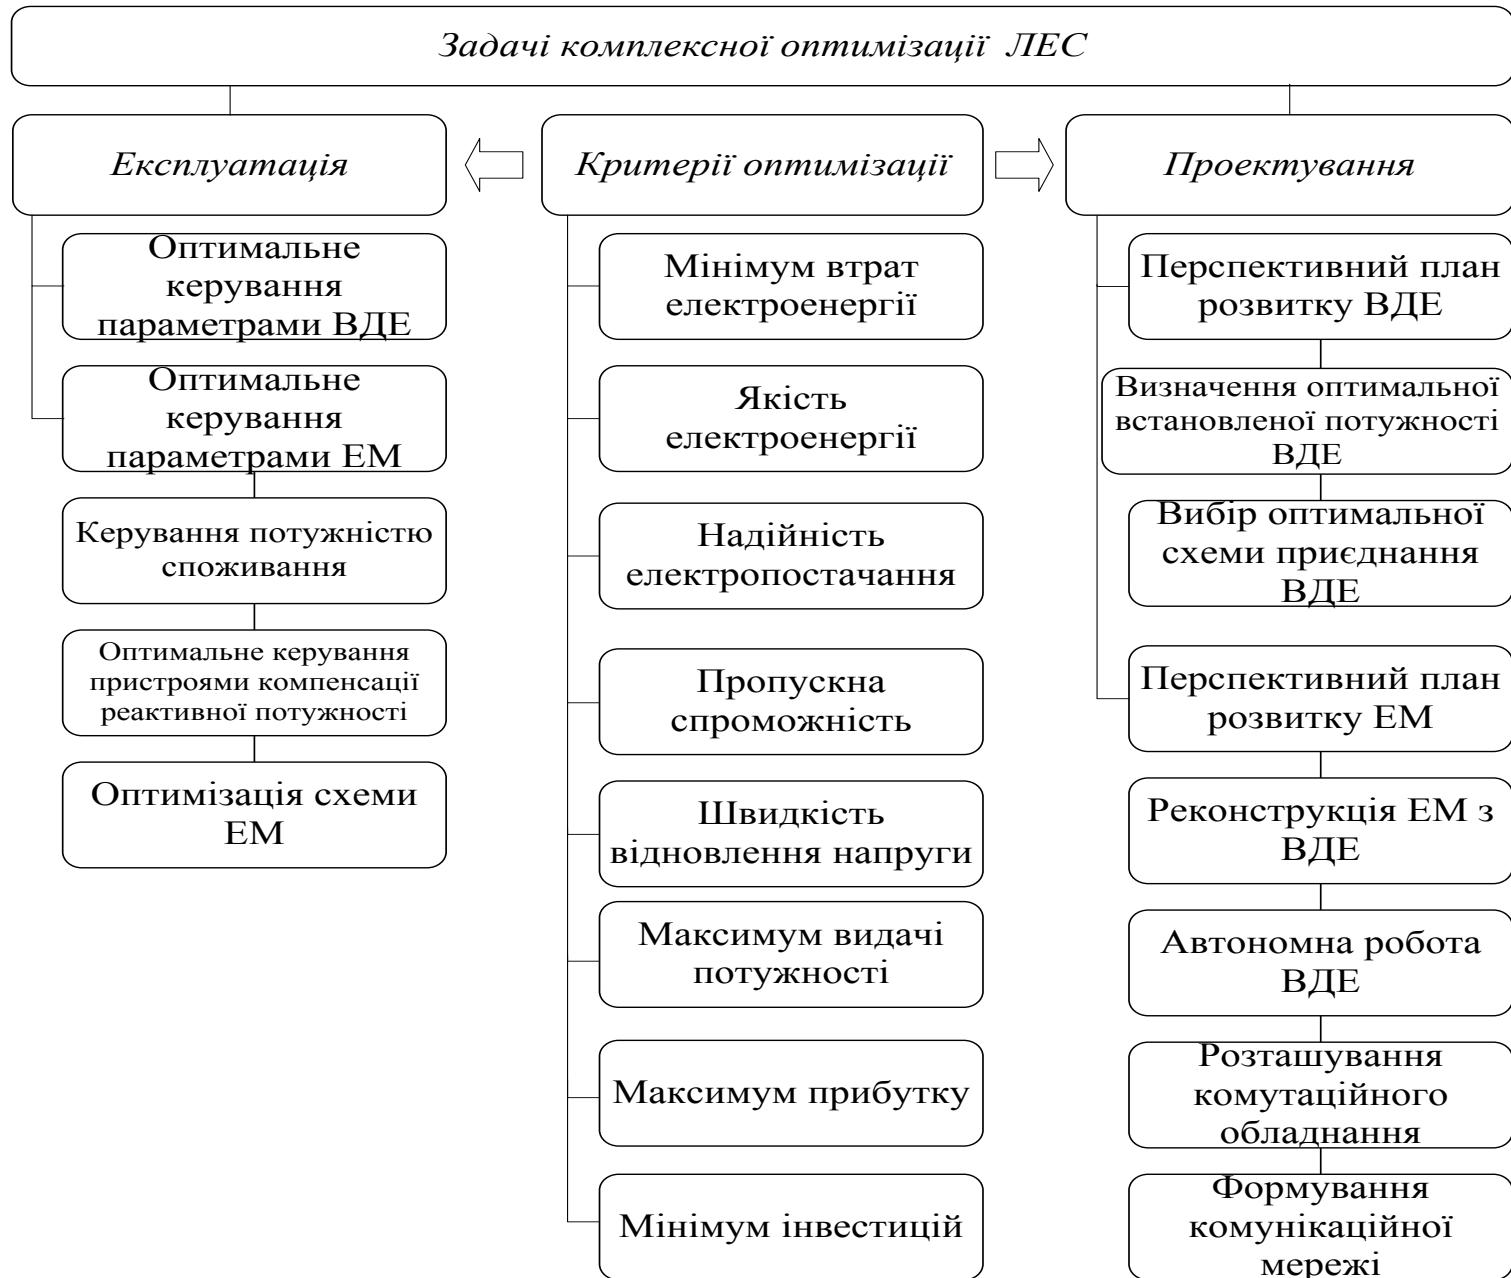 Задачі комплексної оптимізації ЛЕС
Експлуатація
Оптимальне
керування
параметрами ВДЕ
Оптимальне
керування
параметрами ЕМ
Керування потужністю
споживання
Оптимальне керування
пристроями компенсації
реактивної потужності
Оптимізація схеми
ЕМ
Критерії оптимізації
Мінімум втрат
електроенергії
Якість
електроенергії
Надійність
електропостачання
Пропускна
спроможність
Швидкість
відновлення напруги
Максимум видачі
потужності
Максимум прибутку
Мінімум інвестицій
Проектування
Перспективний план
розвитку ВДЕ
Визначення оптимальної
встановленої потужності
ВДЕ
Вибір оптимальної
схеми приєднання
ВДЕ
Перспективний план
розвитку ЕМ
Реконструкція ЕМ з
ВДЕ
Автономна робота
ВДЕ
Розташування
комутаційного
обладнання
Формування
комунікаційної
мережі